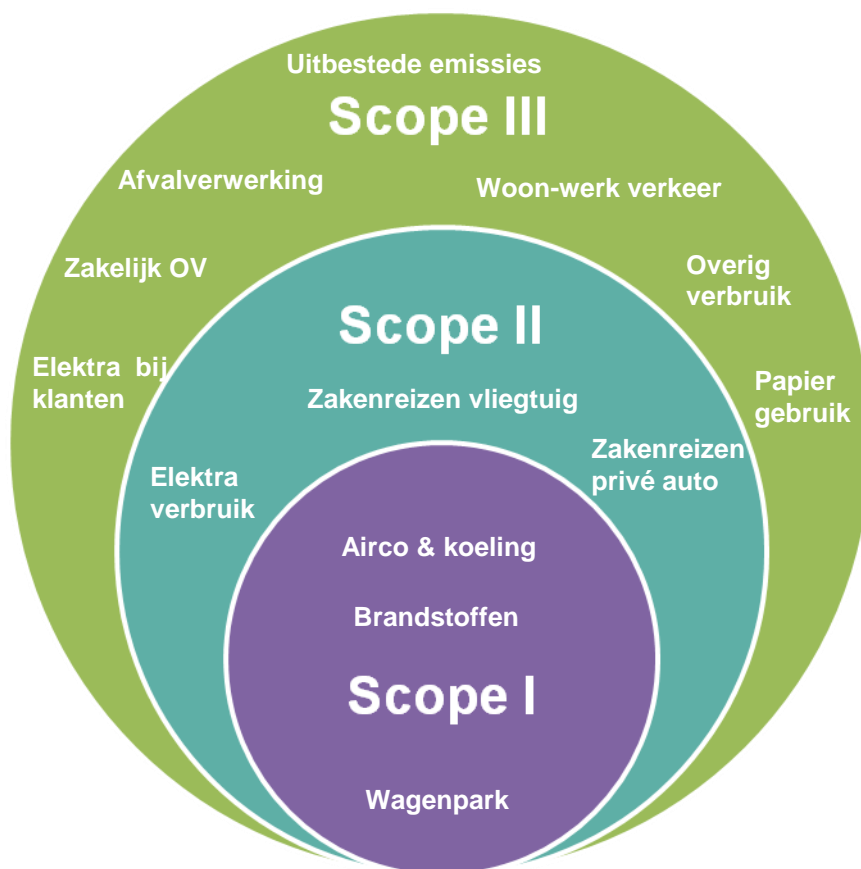 Uitbestede emissies
Scope III
Afvalverwerking
Woon-werk verkeer
Zakelijk OV
Overig
verbruik
Scope II
Elektra bij
klanten
Zakenreizen vliegtuig
Papier
gebruik
Elektra
verbruik
Zakenreizen
privé auto
Airco & koeling
Brandstoffen
Scope I
Wagenpark